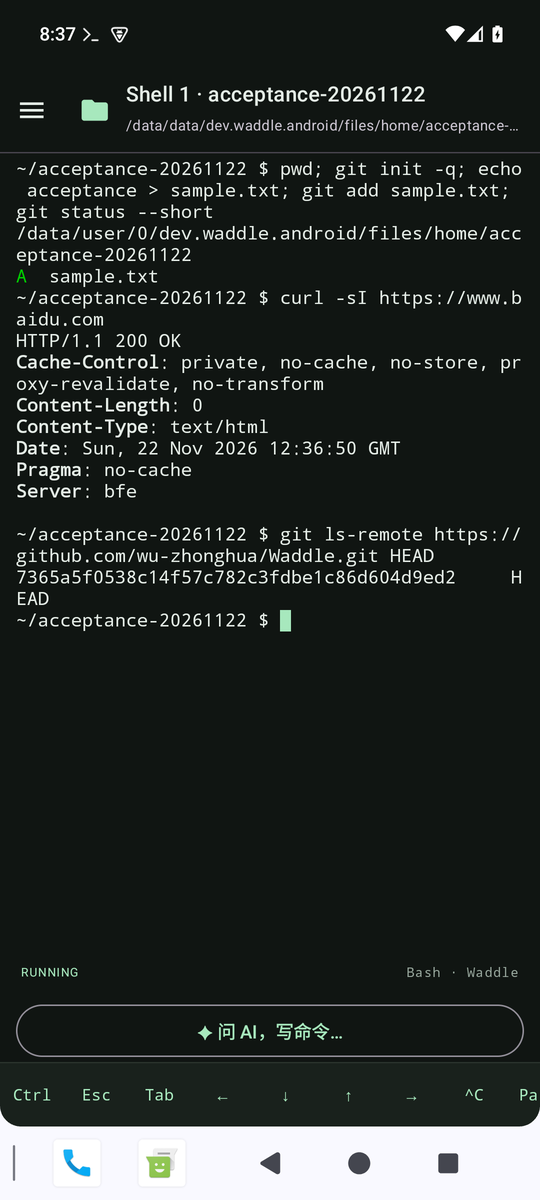 8:37
Shell 1 · acceptance-20261122
/data/data/dev.waddle.android/files/home/acceptance-…
~/acceptance-20261122 $ pwd; git init -q; echo
 acceptance > sample.txt; git add sample.txt;
git status --short
/data/user/0/dev.waddle.android/files/home/acc
eptance-20261122
A  sample.txt
~/acceptance-20261122 $ curl -sI https://www.b
aidu.com
HTTP/1.1 200 OK
Cache-Control: private, no-cache, no-store, pr
oxy-revalidate, no-transform
Content-Length: 0
Content-Type: text/html
Date: Sun, 22 Nov 2026 12:36:50 GMT
Pragma: no-cache
Server: bfe
~/acceptance-20261122 $ git ls-remote https://
github.com/wu-zhonghua/Waddle.git HEAD
7365a5f0538c14f57c782c3fdbe1c86d604d9ed2     H
EAD
~/acceptance-20261122 $
RUNNING Bash · Waddle
问 AI，写命令…
Ctrl Esc Tab ← ↓ ↑ → ^C Pa